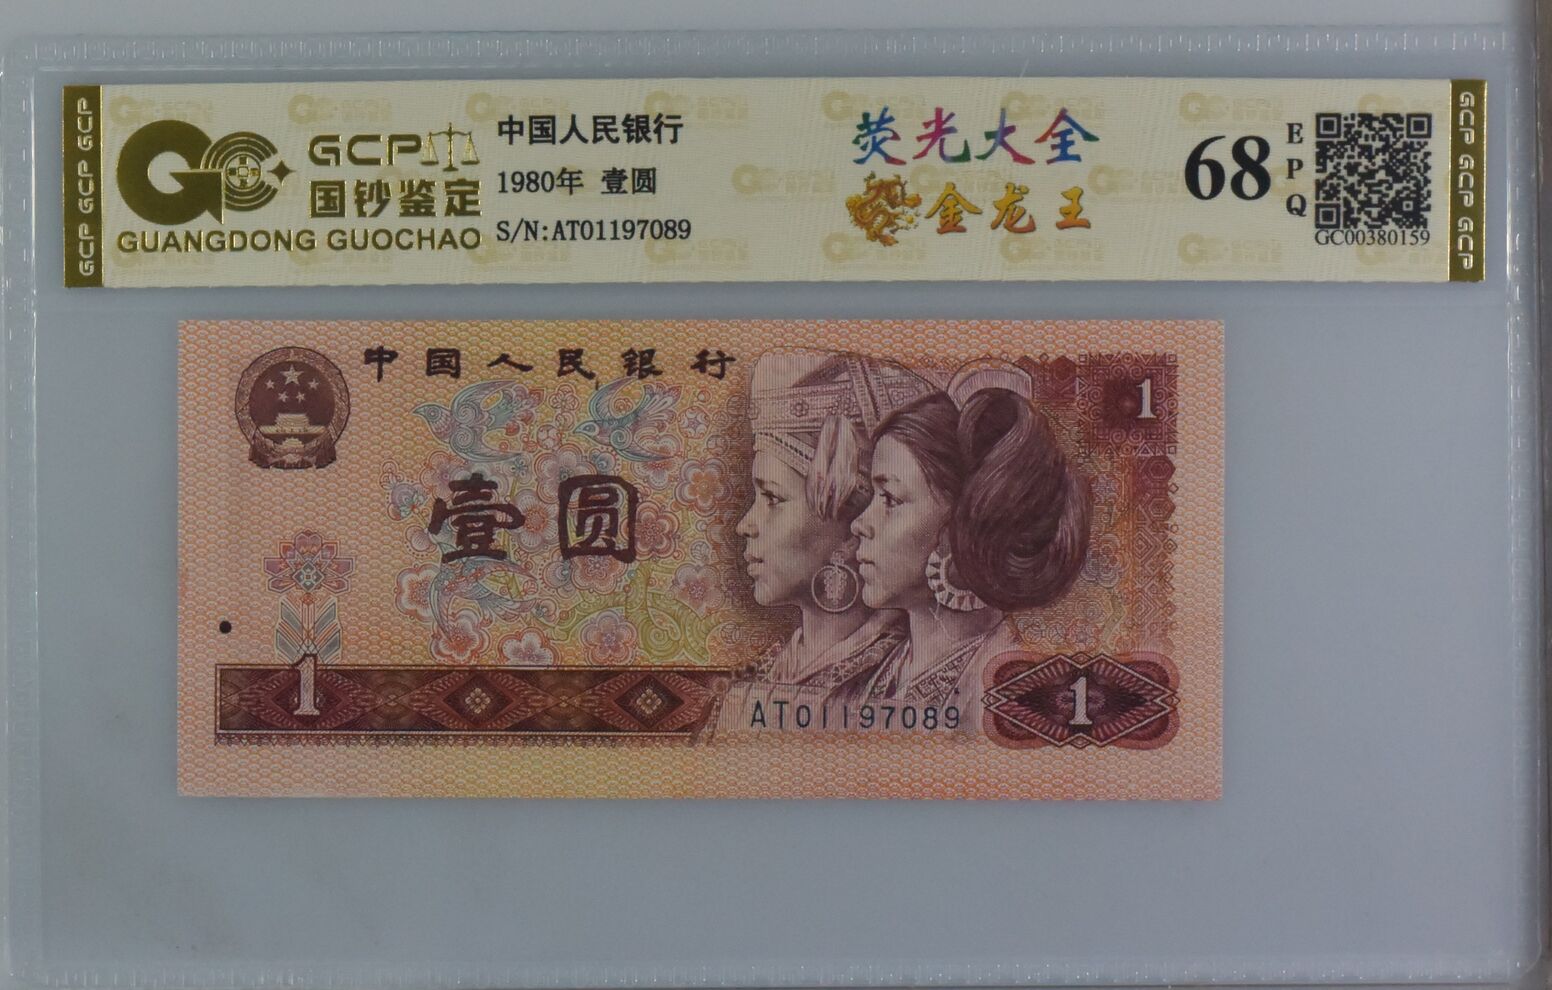 GCP GCP GCP
GCP
国钞鉴定
GUANGDONG GUOCHAO
中国人民银行
1980年 壹圆
S/N:AT01197089
荧光大全
金龙王
68
EPQ
GC00380159
GCP GCP GCP
中国人民银行
1
壹圆
1
AT01197089
1